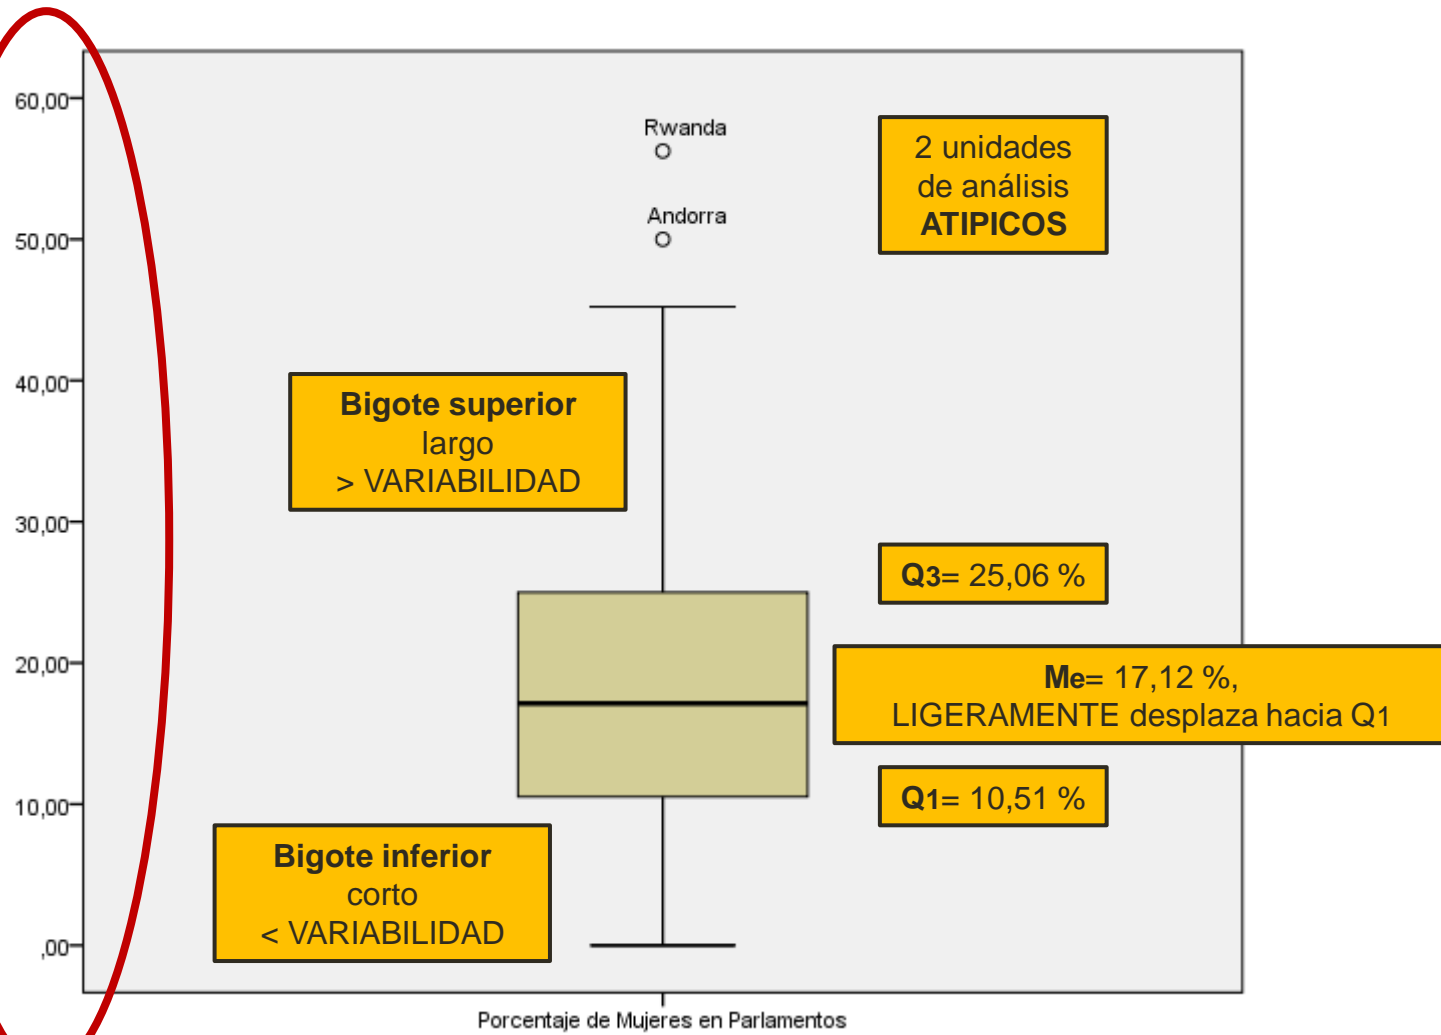 60,00
50,00
40,00
30,00
20,00
10,00
,00
Rwanda
Andorra
2 unidades
de análisis
ATIPICOS
Bigote superior
largo
> VARIABILIDAD
Q3= 25,06 %
Me= 17,12 %,
LIGERAMENTE desplaza hacia Q1
Q1= 10,51 %
Bigote inferior
corto
< VARIABILIDAD
Porcentaje de Mujeres en Parlamentos